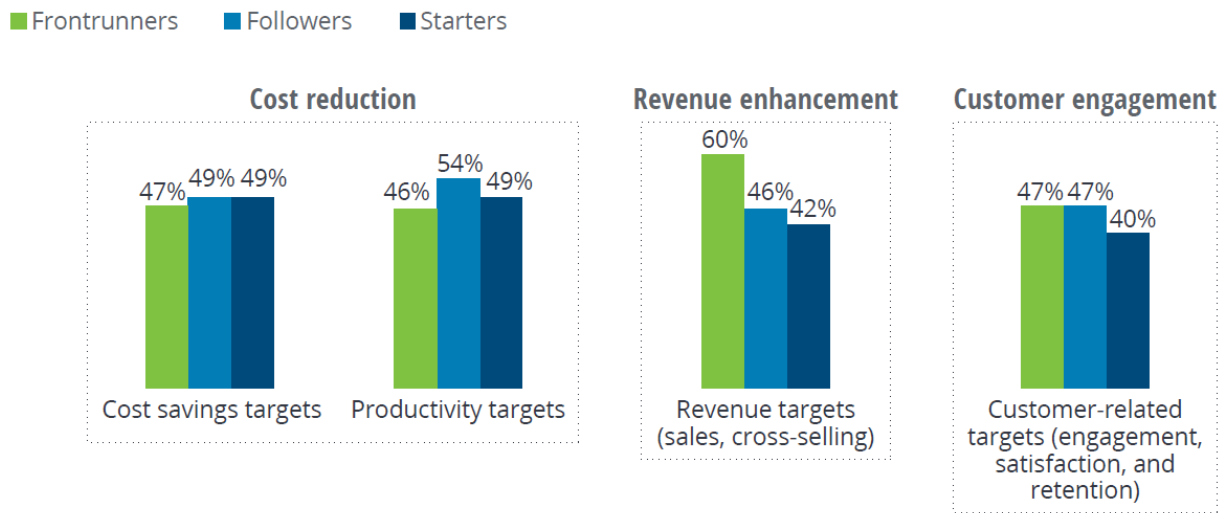 Frontrunners Followers Starters
Cost reduction
47% 49% 49%
Cost savings targets
46% 54% 49%
Productivity targets
Revenue enhancement
60% 46% 42%
Revenue targets
(sales, cross-selling)
Customer engagement
47% 47% 40%
Customer-related
targets (engagement,
satisfaction, and
retention)